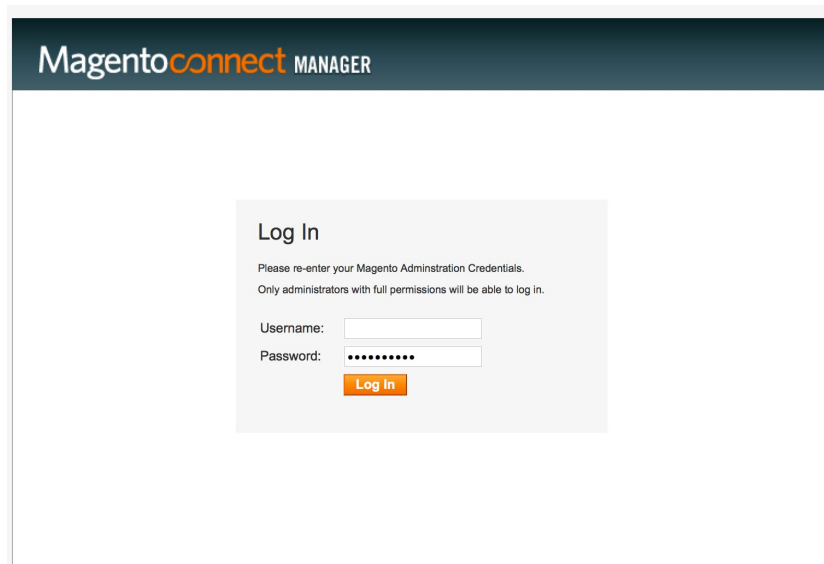 Magentoconnect MANAGER
Log In
Please re-enter your Magento Adminstration Credentials.
Only administrators with full permissions will be able to log in.
Username:
Password: ••••••••••
Log In